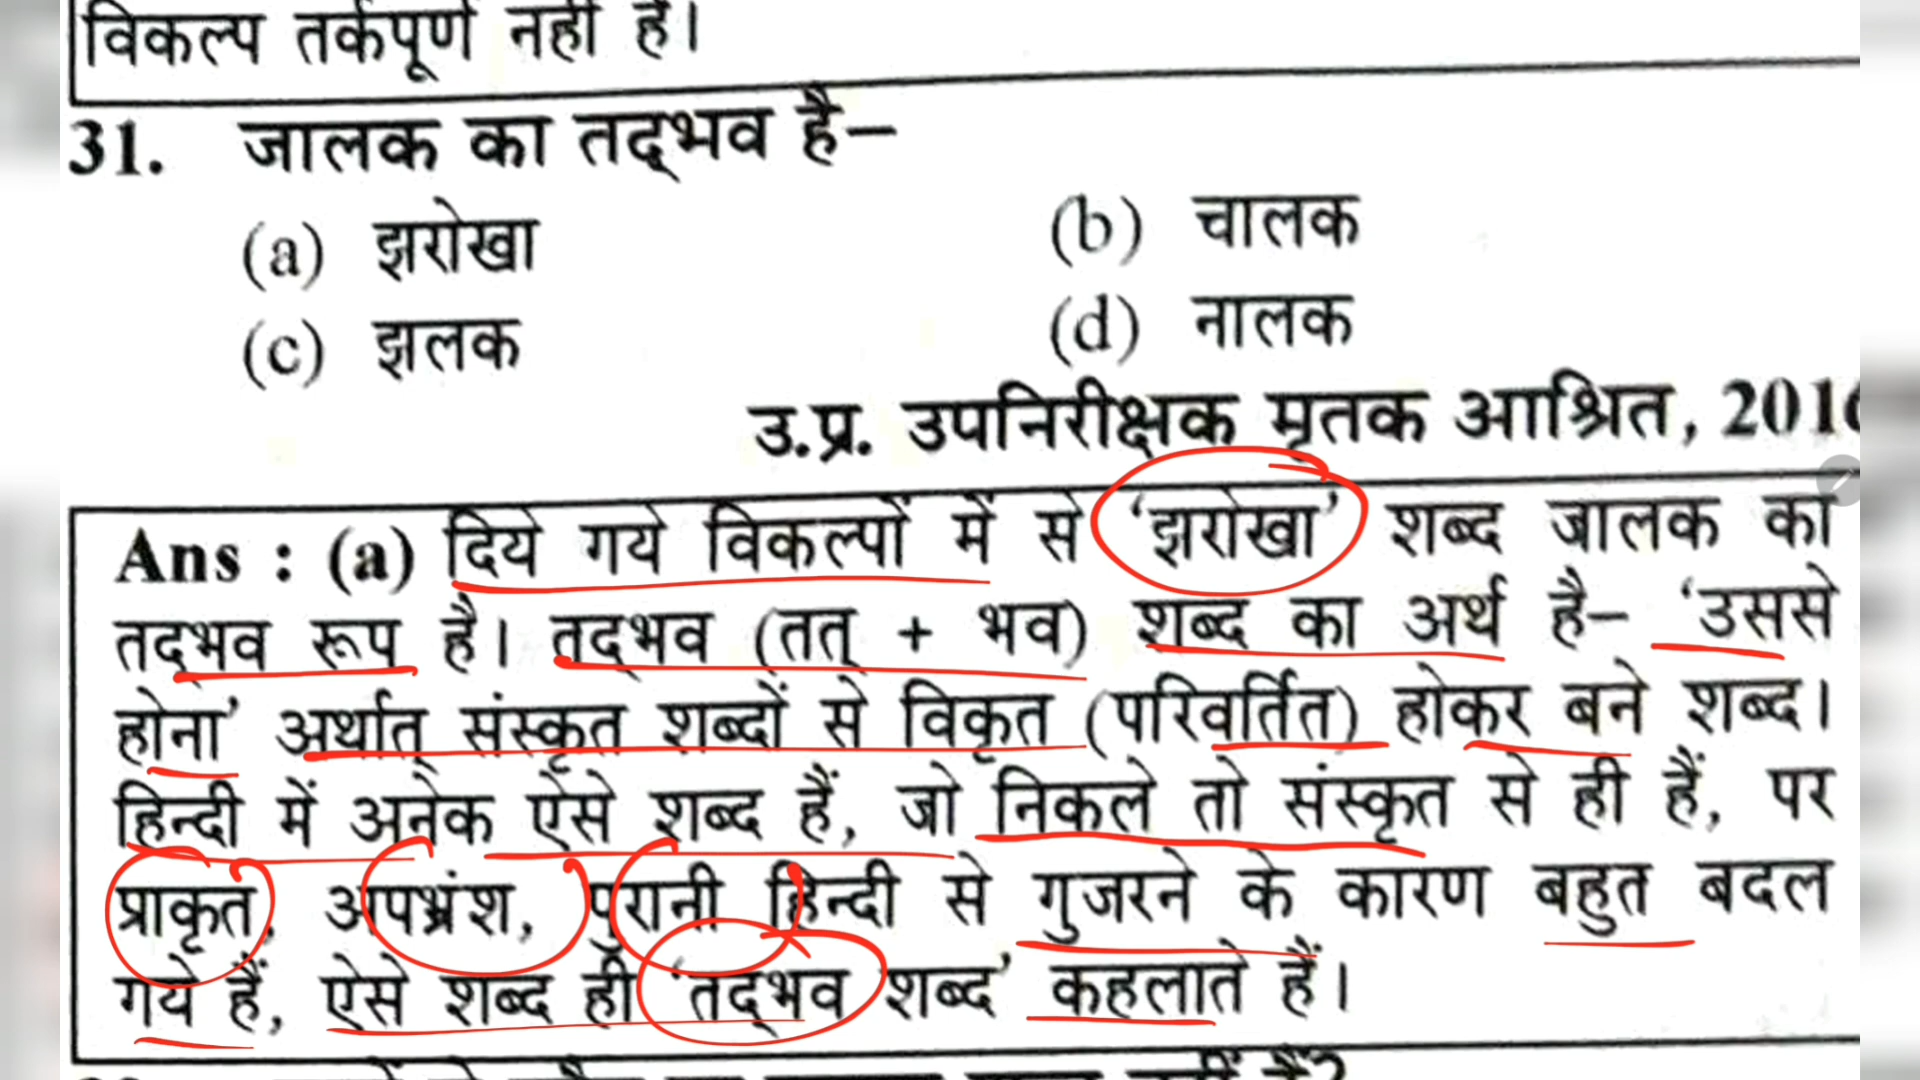 विकल्प तर्कपूर्ण नहीं है।
31. जालक का तद्भव है–
(a) झरोखा (b) चालक
(c) झलक (d) नालक
उ.प्र. उपनिरीक्षक मृतक आश्रित, 2016
Ans : (a) दिये गये विकल्पों में से 'झरोखा' शब्द जालक का
तद्भव रूप है। तद्भव (तत् + भव) शब्द का अर्थ है– 'उससे
होना' अर्थात् संस्कृत शब्दों से विकृत (परिवर्तित) होकर बने शब्द।
हिन्दी में अनेक ऐसे शब्द हैं, जो निकले तो संस्कृत से ही हैं, पर
प्राकृत, अपभ्रंश, पुरानी हिन्दी से गुजरने के कारण बहुत बदल
गये हैं, ऐसे शब्द ही 'तद्भव शब्द' कहलाते हैं।